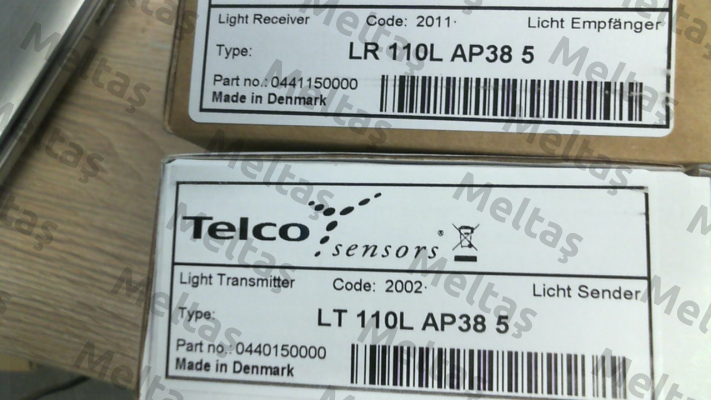 Light Receiver Code: 2011· Licht Empfänger
Type: LR 110L AP38 5
Part no.: 0441150000
Made in Denmark
Telco sensors®
Light Transmitter Code: 2002· Licht Sender
Type: LT 110L AP38 5
Part no.: 0440150000
Made in Denmark
Meltaş